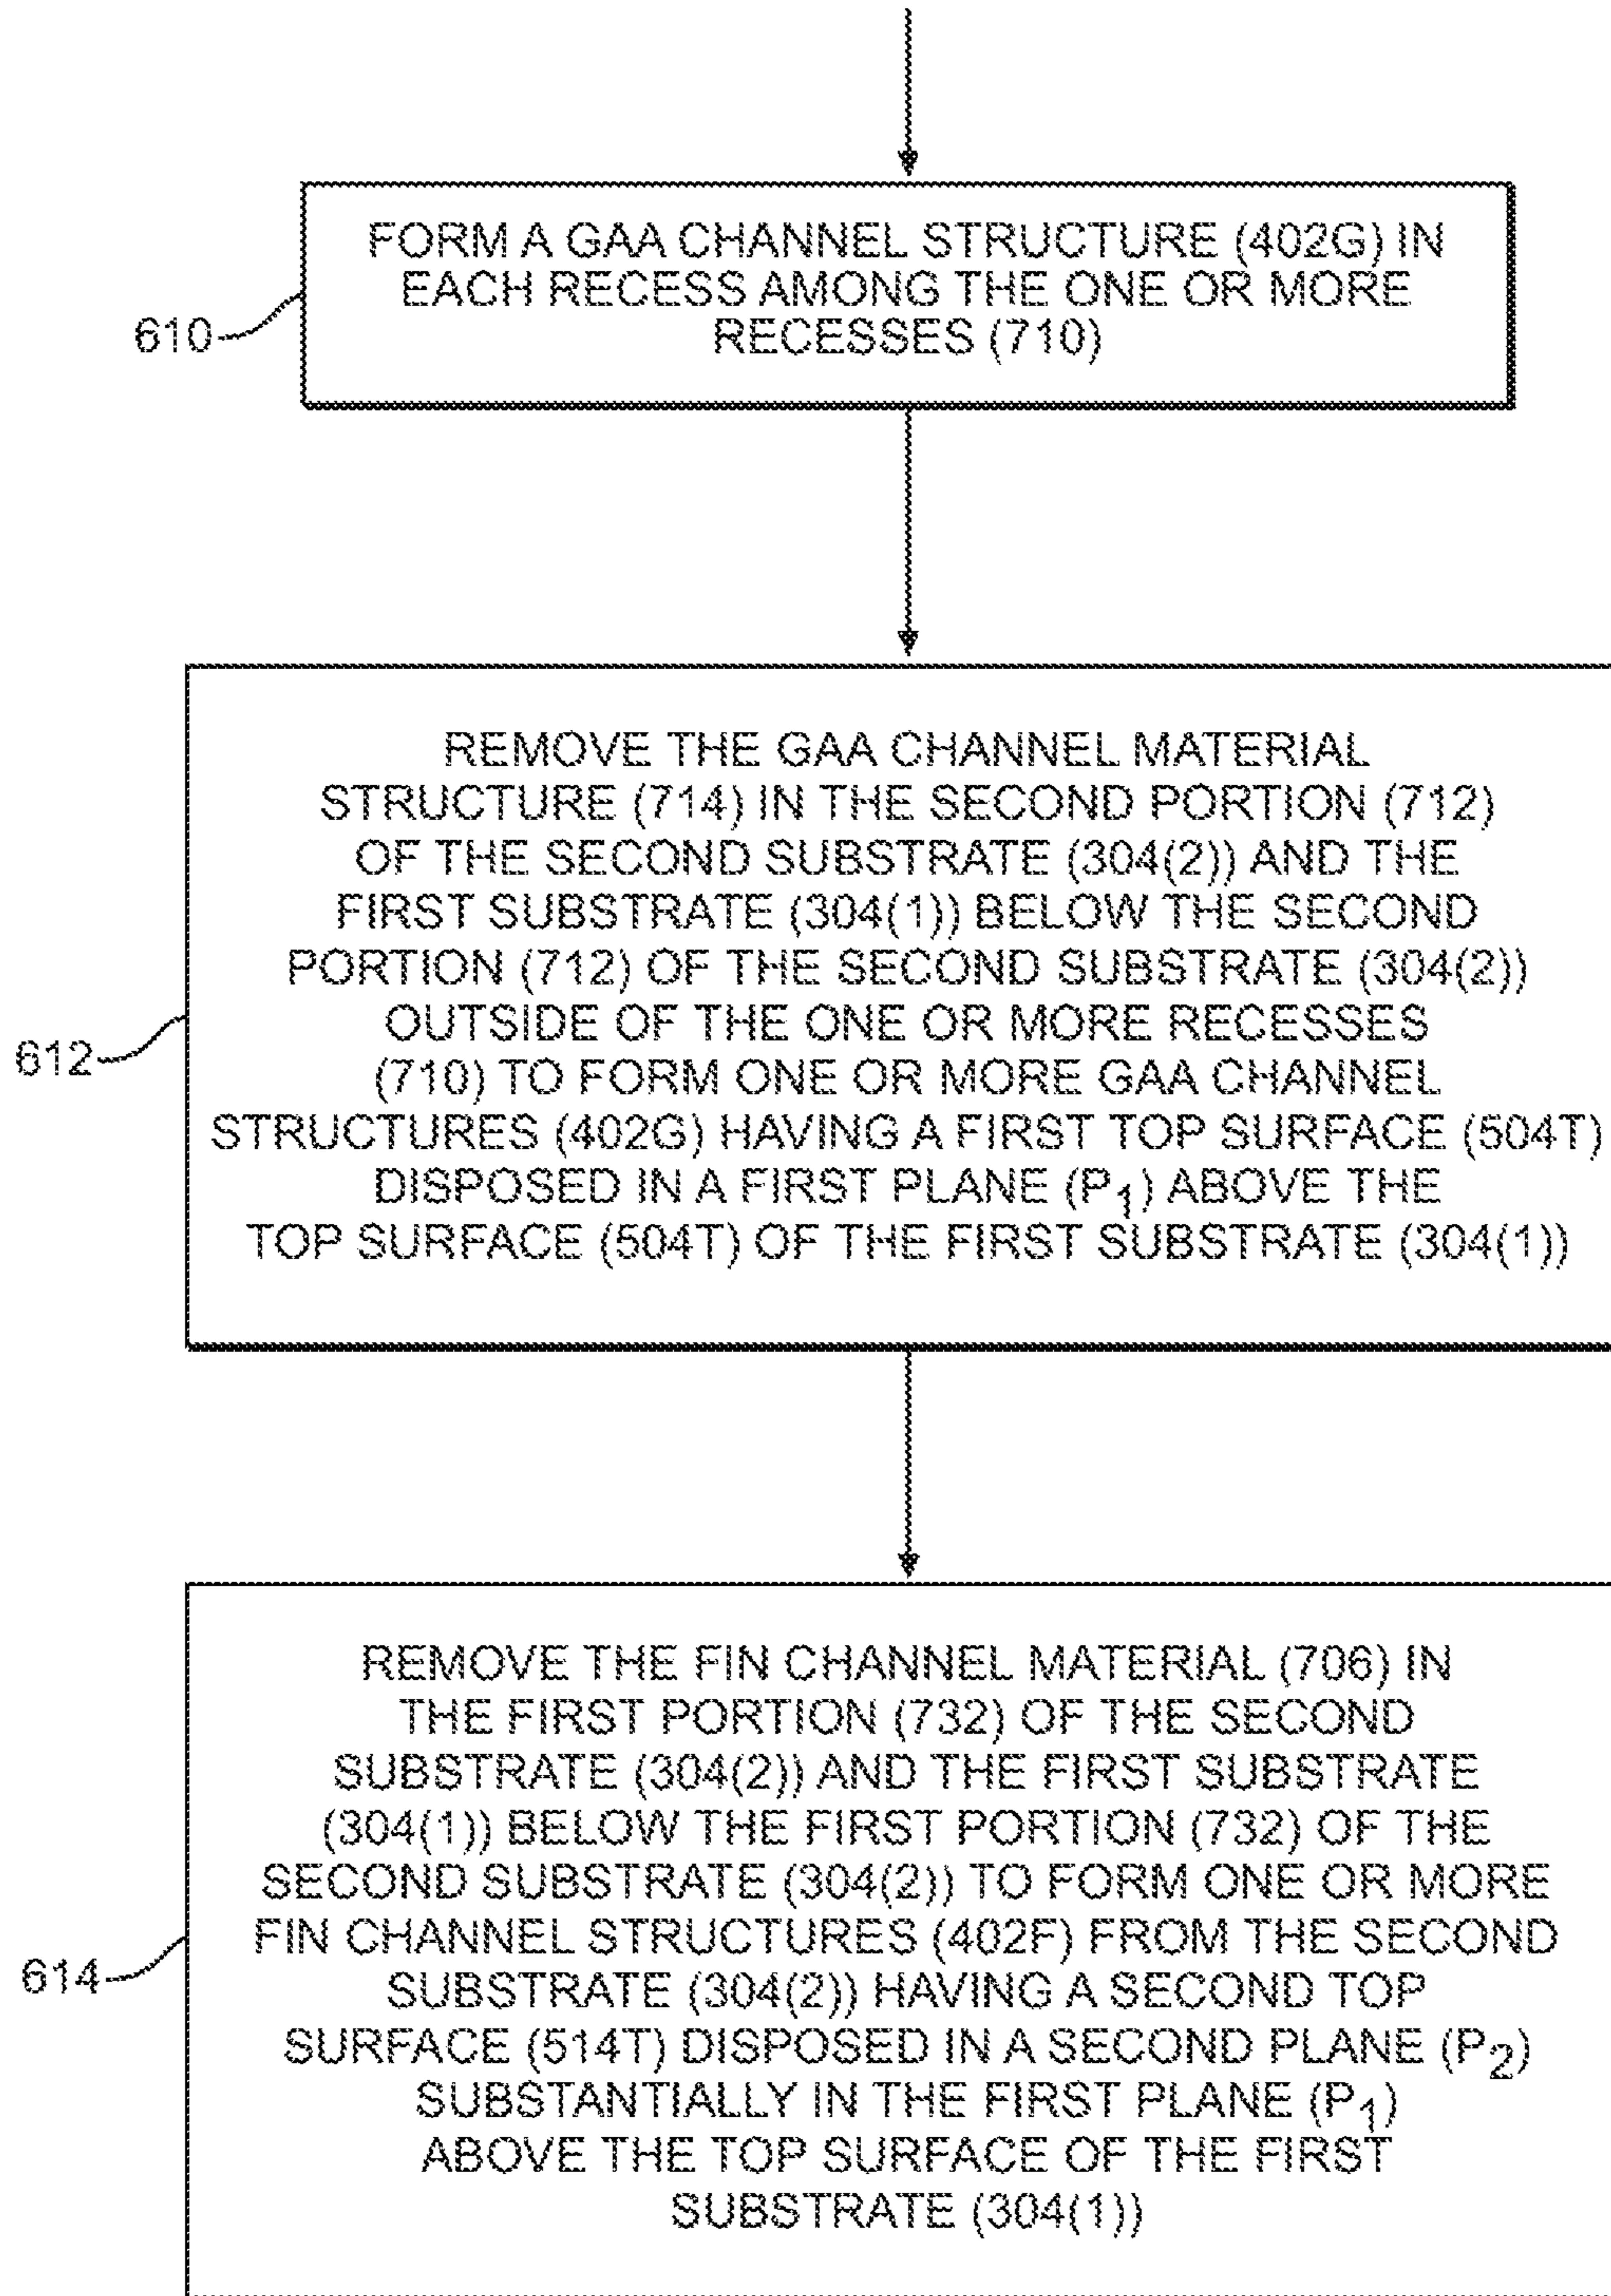 FORM A GAA CHANNEL STRUCTURE (402G) IN
EACH RECESS AMONG THE ONE OR MORE
RECESSES (710)
610
REMOVE THE GAA CHANNEL MATERIAL
STRUCTURE (714) IN THE SECOND PORTION (712)
OF THE SECOND SUBSTRATE (304(2)) AND THE
FIRST SUBSTRATE (304(1)) BELOW THE SECOND
PORTION (712) OF THE SECOND SUBSTRATE (304(2))
OUTSIDE OF THE ONE OR MORE RECESSES
(710) TO FORM ONE OR MORE GAA CHANNEL
STRUCTURES (402G) HAVING A FIRST TOP SURFACE (504T)
DISPOSED IN A FIRST PLANE (P₁) ABOVE THE
TOP SURFACE (504T) OF THE FIRST SUBSTRATE (304(1))
612
REMOVE THE FIN CHANNEL MATERIAL (706) IN
THE FIRST PORTION (732) OF THE SECOND
SUBSTRATE (304(2)) AND THE FIRST SUBSTRATE
(304(1)) BELOW THE FIRST PORTION (732) OF THE
SECOND SUBSTRATE (304(2)) TO FORM ONE OR MORE
FIN CHANNEL STRUCTURES (402F) FROM THE SECOND
SUBSTRATE (304(2)) HAVING A SECOND TOP
SURFACE (514T) DISPOSED IN A SECOND PLANE (P₂)
SUBSTANTIALLY IN THE FIRST PLANE (P₁)
ABOVE THE TOP SURFACE OF THE FIRST
SUBSTRATE (304(1))
614